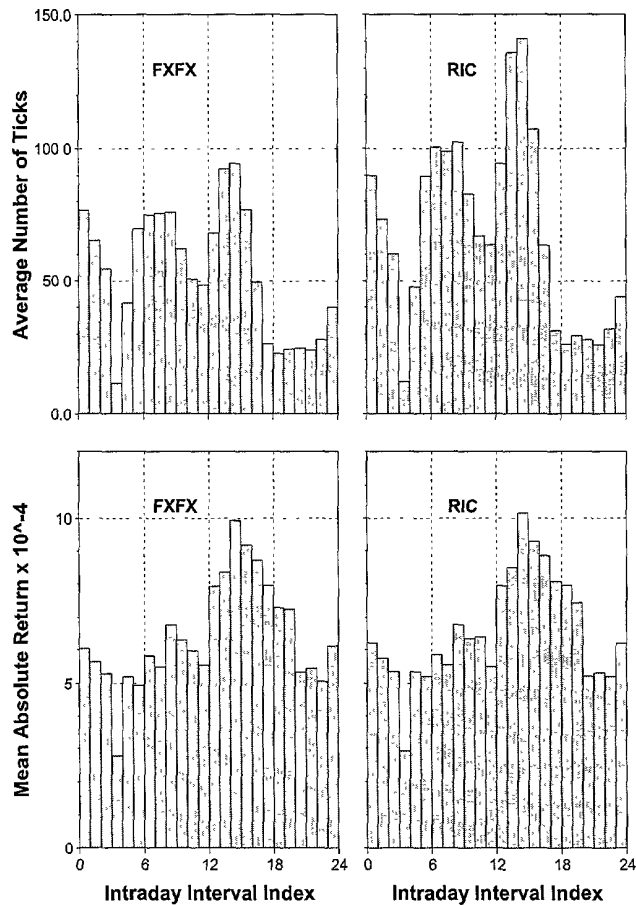 150.0
FXFX
RIC
100.0
50.0
0.0
Average Number of Ticks
FXFX
RIC
10
5
0
Mean Absolute Return x 10^-4
0 6 12 18 24 0 6 12 18 24
Intraday Interval Index Intraday Interval Index